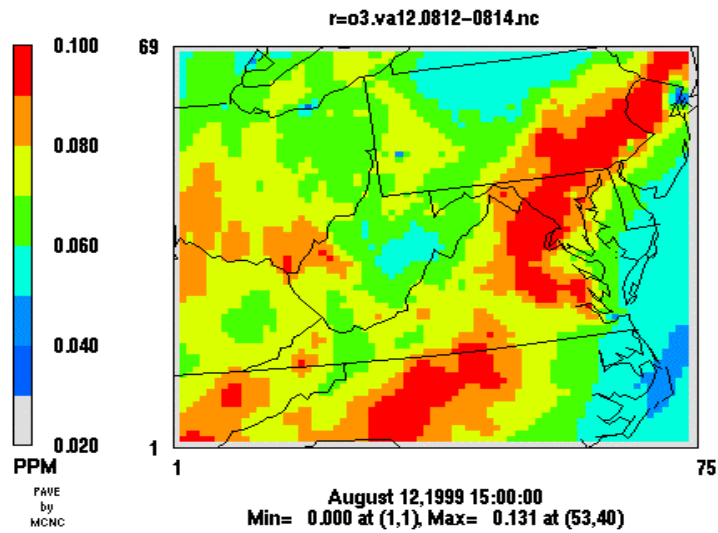 r=o3.va12.0812-0814.nc
0.100
0.080
0.060
0.040
0.020
PPM
PAVE
by
MCNC
69
1
1
75
August 12,1999 15:00:00
Min= 0.000 at (1,1), Max= 0.131 at (53,40)